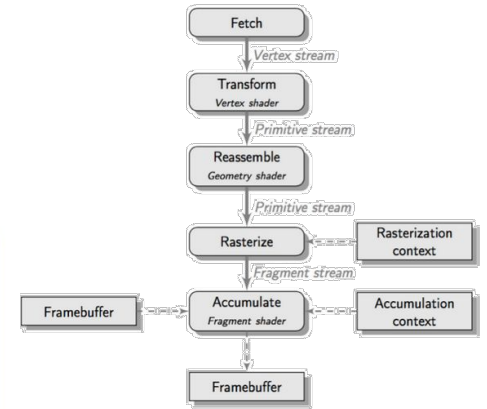 Fetch
Vertex stream
Transform
Vertex shader
Primitive stream
Reassemble
Geometry shader
Primitive stream
Rasterize
Rasterization
context
Fragment stream
Framebuffer
Accumulate
Fragment shader
Accumulation
context
Framebuffer